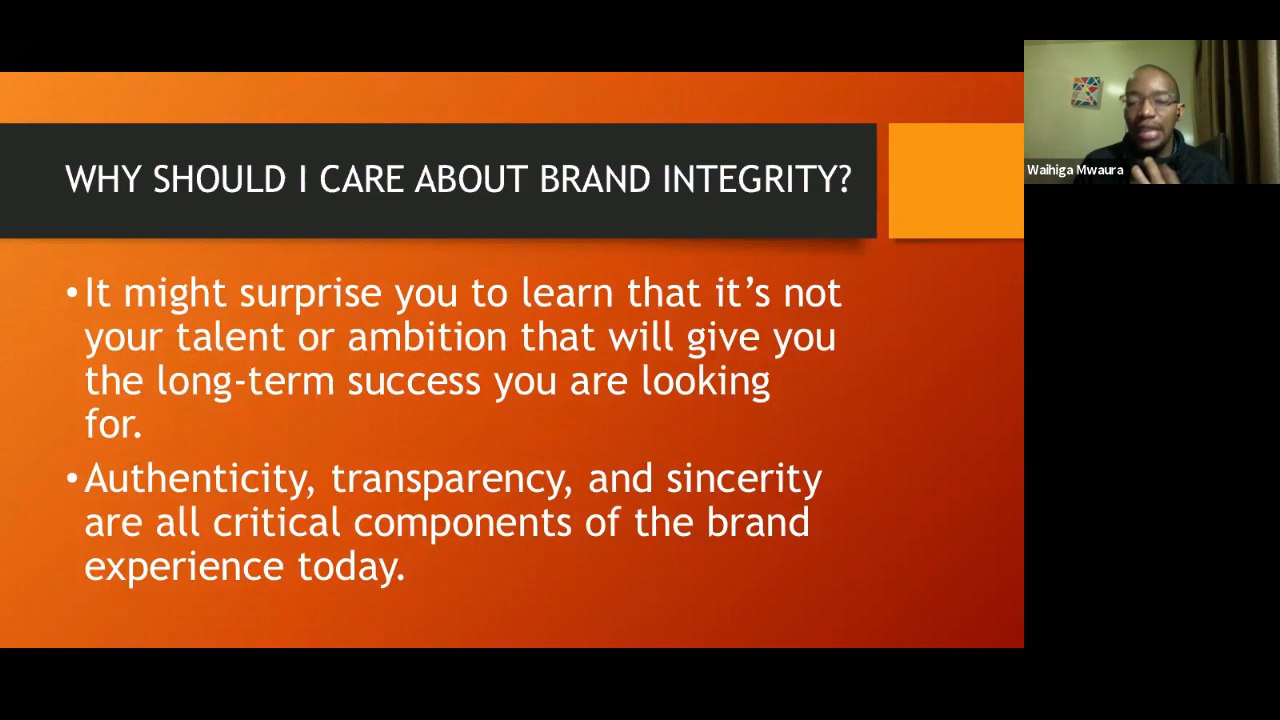 WHY SHOULD I CARE ABOUT BRAND INTEGRITY?
•It might surprise you to learn that it’s not
your talent or ambition that will give you
the long-term success you are looking
for.
•Authenticity, transparency, and sincerity
are all critical components of the brand
experience today.
Waihiga Mwaura